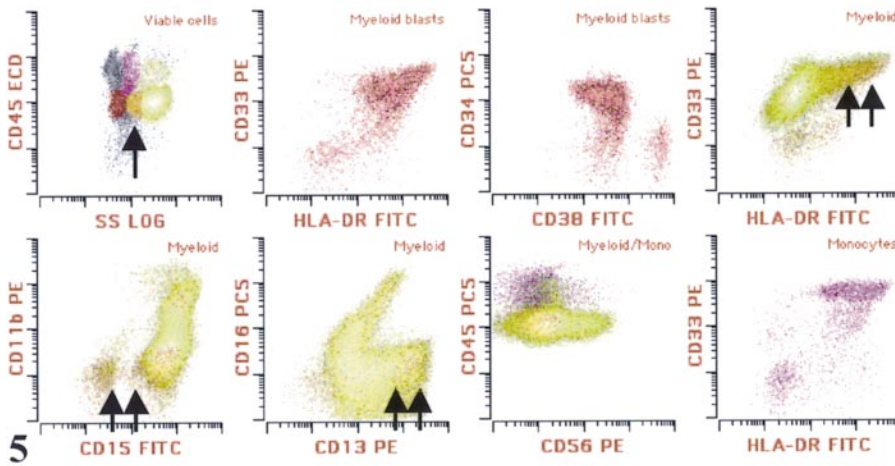 Viable cells
CD45 ECD
SS LOG
Myeloid blasts
CD33 PE
HLA-DR FITC
Myeloid blasts
CD34 PC5
CD38 FITC
Myeloid
CD33 PE
HLA-DR FITC
Myeloid
CD11b PE
CD15 FITC
Myeloid
CD16 PC5
CD13 PE
Myeloid/Mono
CD45 PC5
CD56 PE
Monocytes
CD33 PE
HLA-DR FITC
5